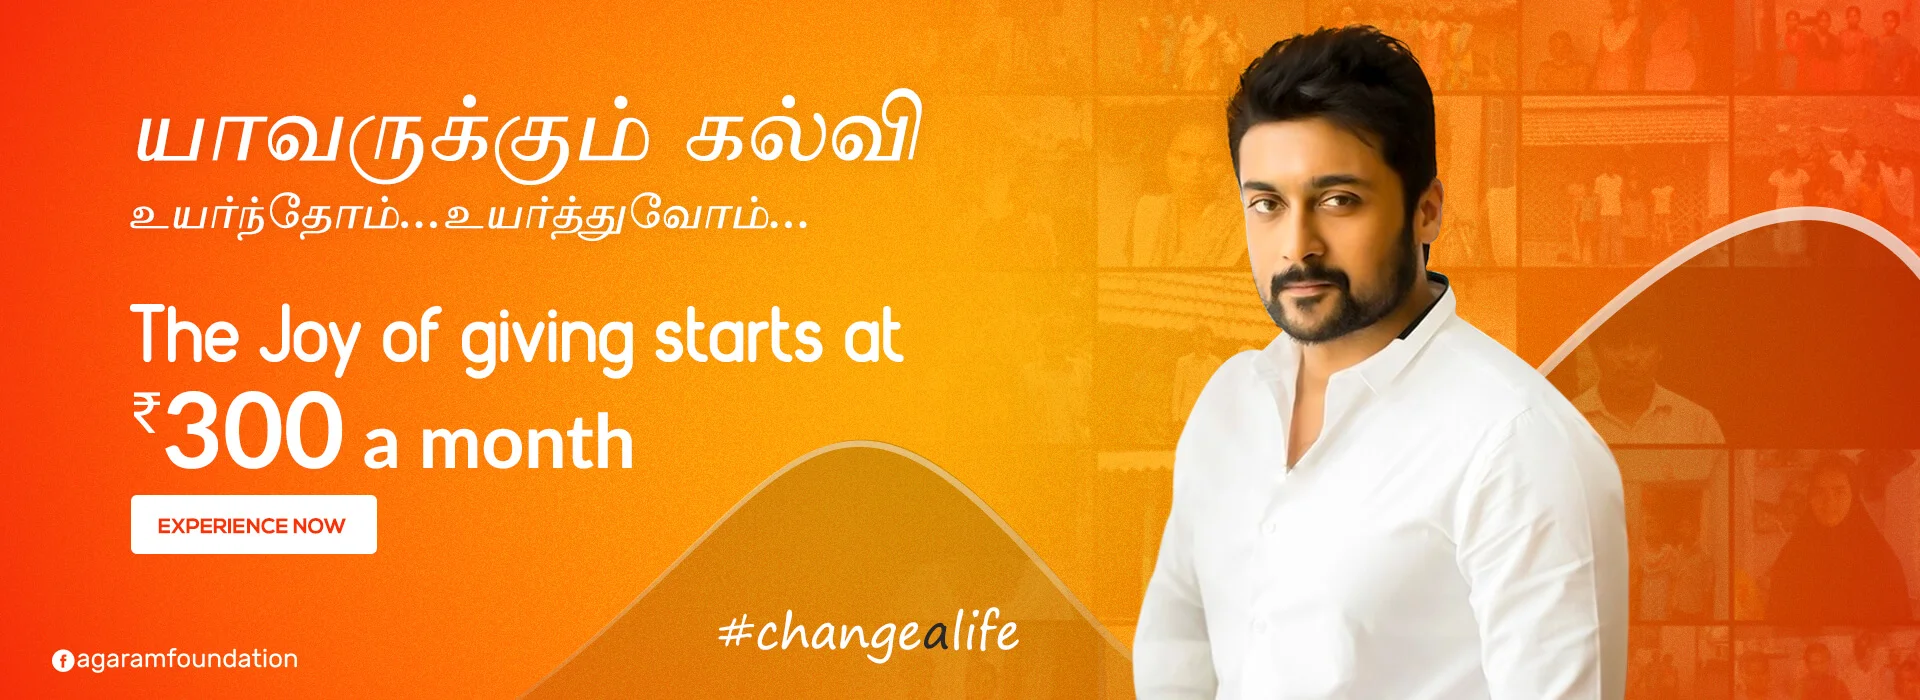 யாவருக்கும் கல்வி
உயர்ந்தோம்...உயர்த்துவோம்...
The Joy of giving starts at
₹300 a month
EXPERIENCE NOW
#changealife
agaramfoundation